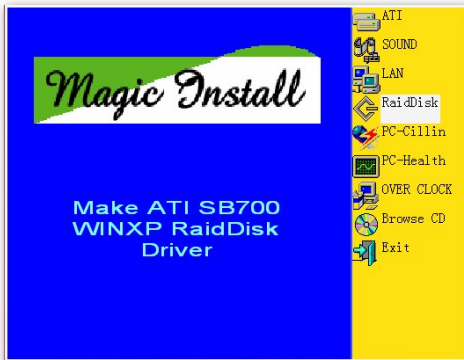 Magic Install
Make ATI SB700
WINXP RaidDisk
Driver
ATI
SOUND
LAN
RaidDisk
PC-Cillin
PC-Health
OVER CLOCK
Browse CD
Exit